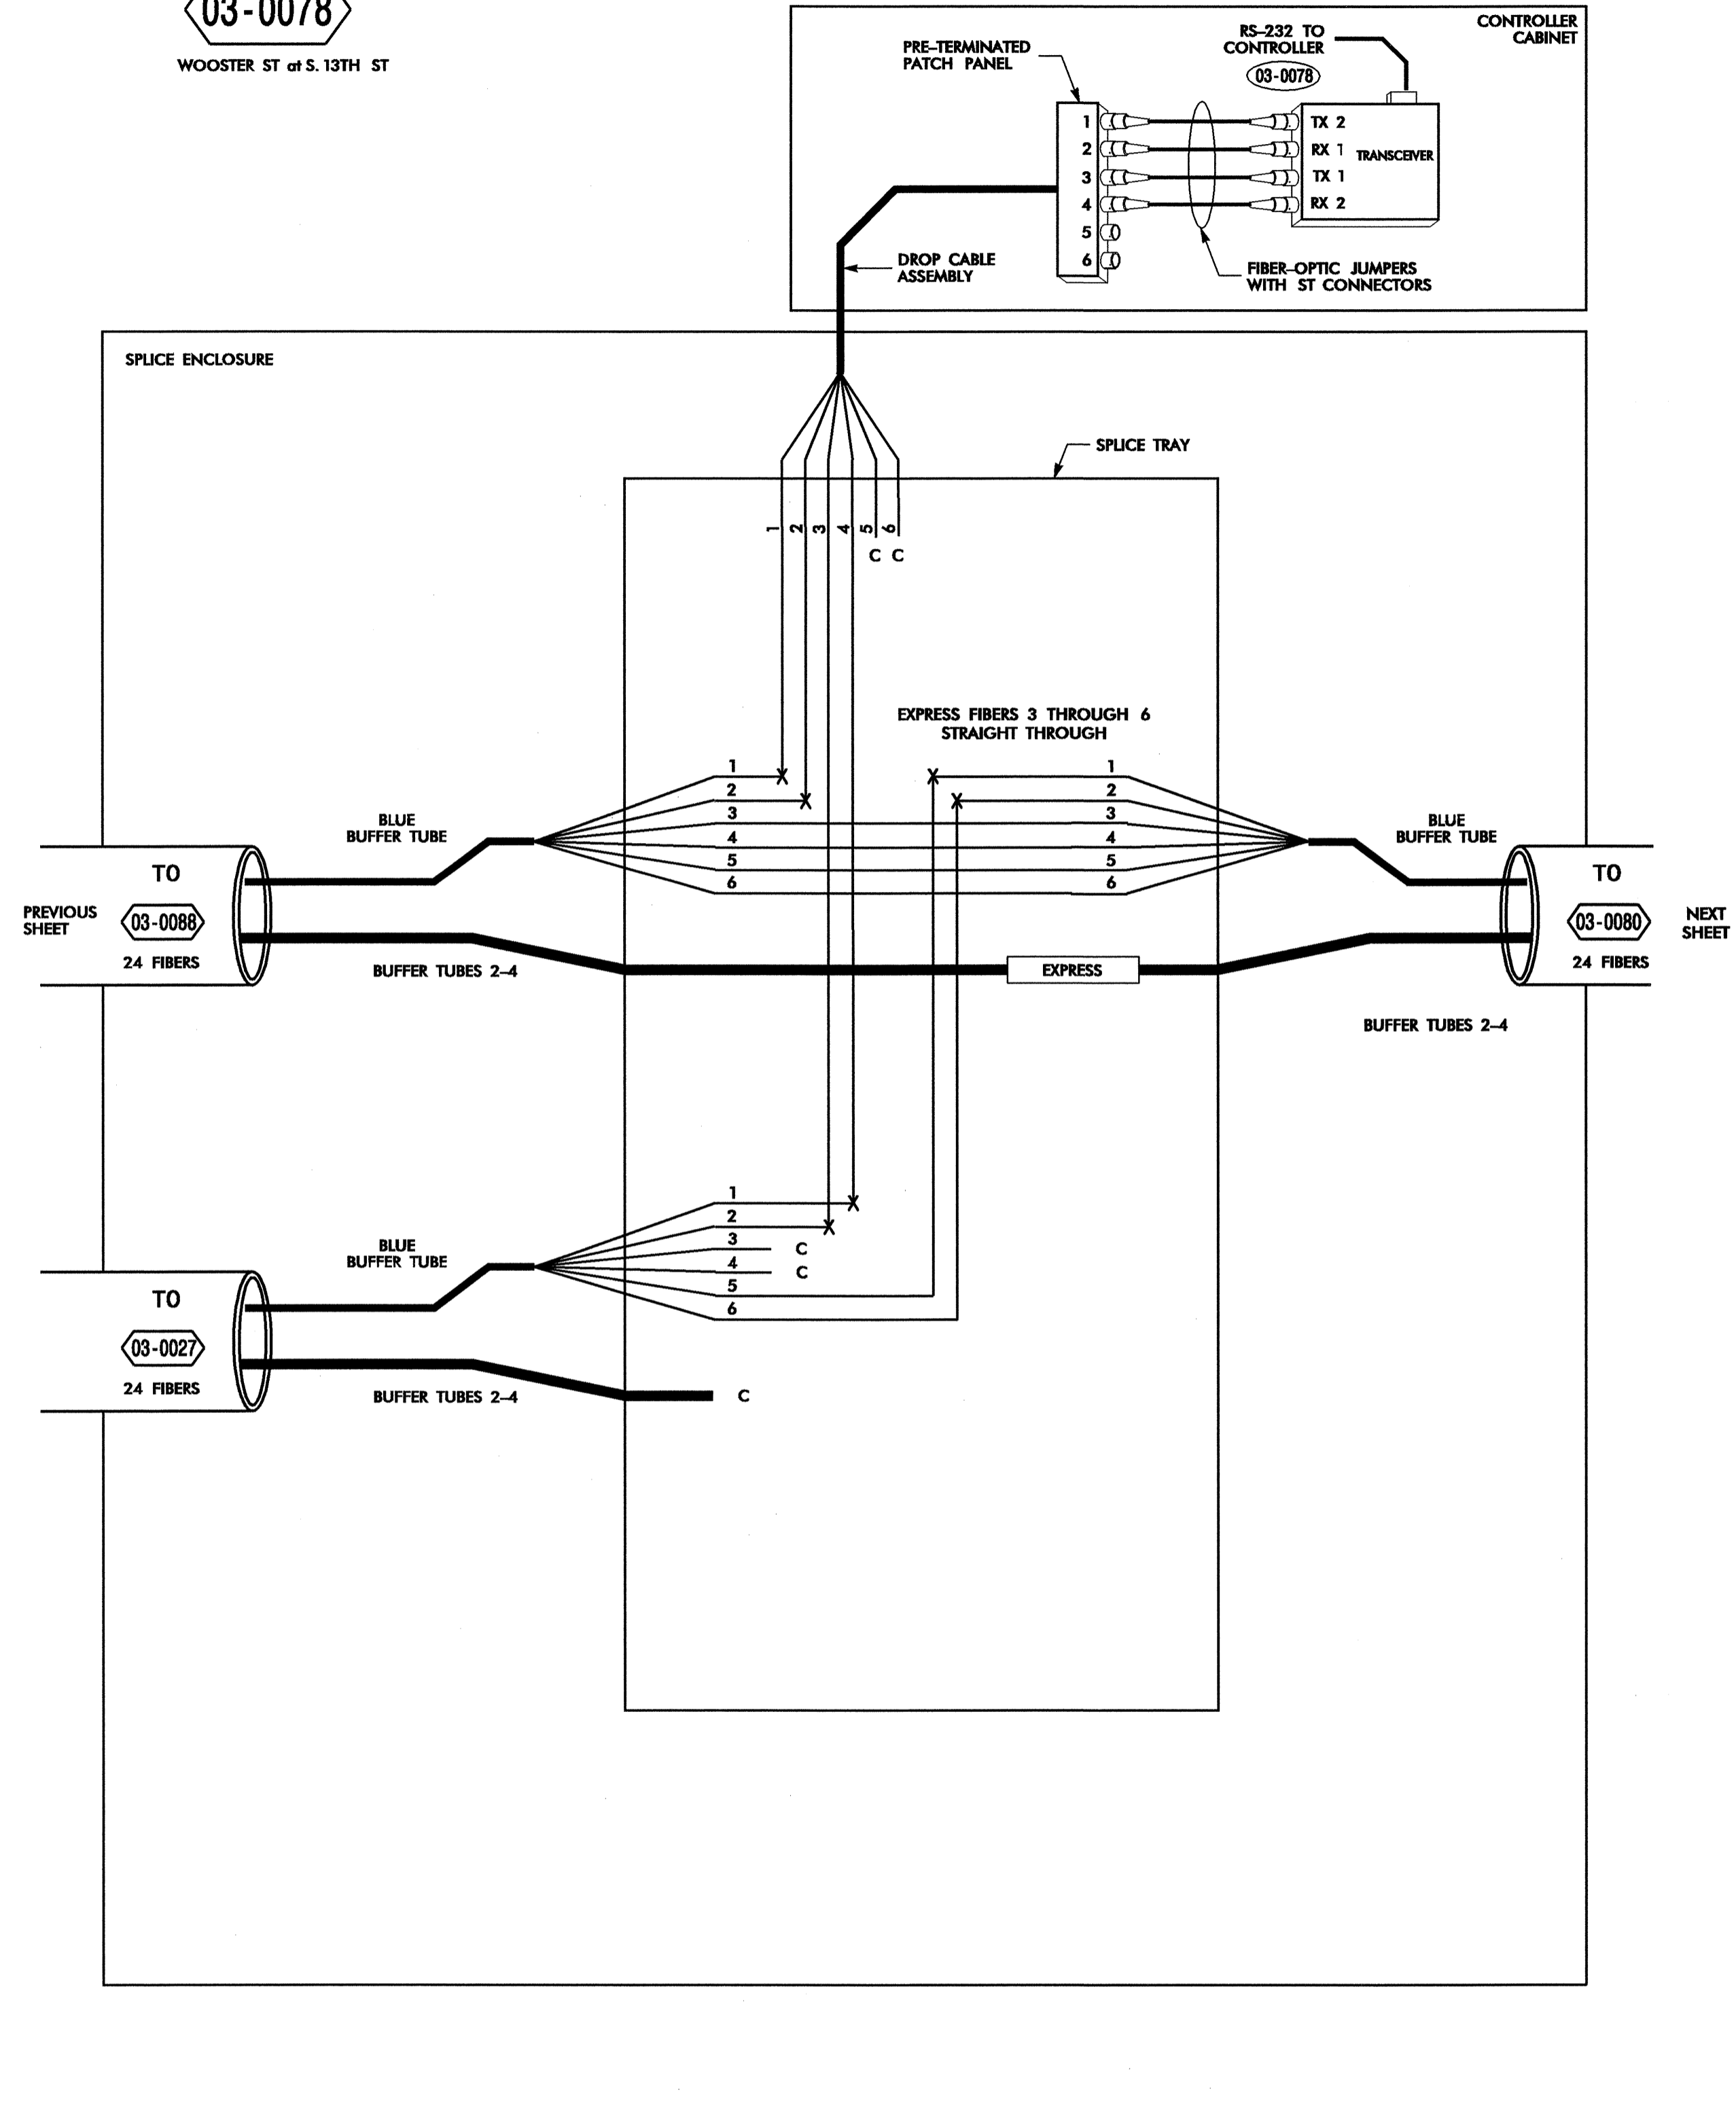 03-0078
WOOSTER ST at S. 13TH ST
CONTROLLER
CABINET
RS-232 TO
CONTROLLER
03-0078
PRE-TERMINATED
PATCH PANEL
1
2
3
4
5
6
TX 2
RX 1
TX 1
RX 2
TRANSCEIVER
DROP CABLE
ASSEMBLY
FIBER-OPTIC JUMPERS
WITH ST CONNECTORS
SPLICE ENCLOSURE
SPLICE TRAY
1 2 3 4 5 6
C C
EXPRESS FIBERS 3 THROUGH 6
STRAIGHT THROUGH
1
2
3
4
5
6
1
2
3
4
5
6
BLUE
BUFFER TUBE
BLUE
BUFFER TUBE
PREVIOUS
SHEET
TO
03-0088
24 FIBERS
TO
03-0080
24 FIBERS
NEXT
SHEET
BUFFER TUBES 2-4
EXPRESS
BUFFER TUBES 2-4
1
2
3 C
4 C
5
6
BLUE
BUFFER TUBE
TO
03-0027
24 FIBERS
BUFFER TUBES 2-4
C